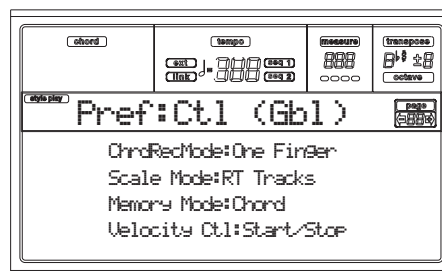 chord tempo measure transpose
ext link seq 1 seq 2
octave
style play Pref:Ctl (Gbl) page
ChrdRecMode:One Finger
Scale Mode:RT Tracks
Memory Mode:Chord
Velocity Ctl:Start/Stop